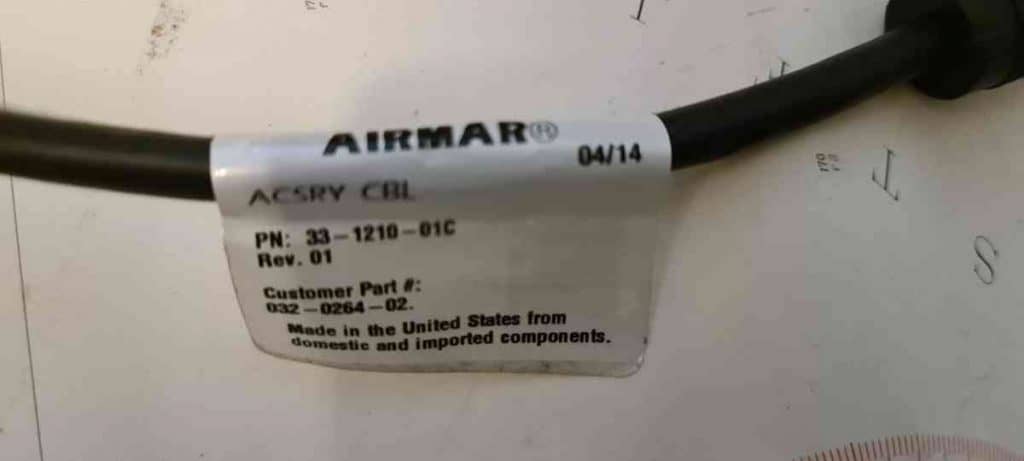 AIRMAR®
04/14
ACSRY CBL
PN: 33-1210-01C
Rev. 01
Customer Part #:
032-0264-02.
Made in the United States from
domestic and imported components.
S